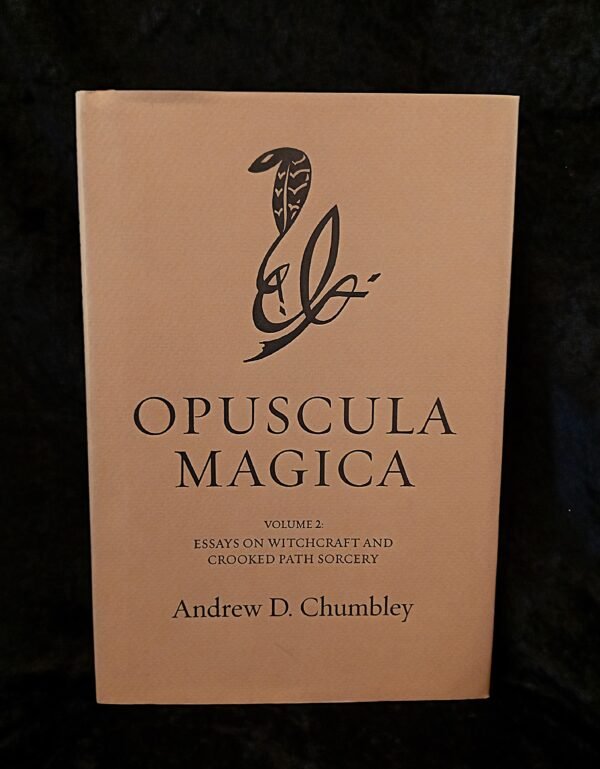 OPUSCULA
MAGICA
VOLUME 2:
ESSAYS ON WITCHCRAFT AND
CROOKED PATH SORCERY
Andrew D. Chumbley